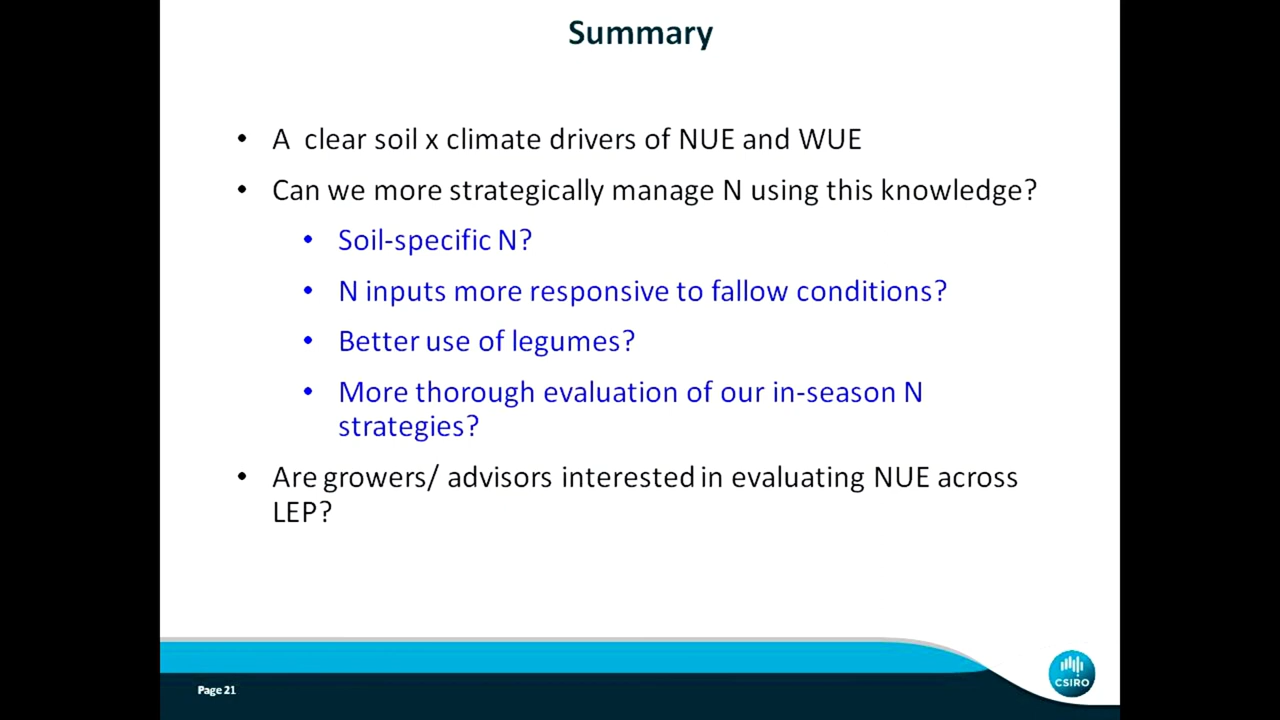 Summary
• A clear soil x climate drivers of NUE and WUE
• Can we more strategically manage N using this knowledge?
• Soil-specific N?
• N inputs more responsive to fallow conditions?
• Better use of legumes?
• More thorough evaluation of our in-season N
strategies?
• Are growers/ advisors interested in evaluating NUE across
LEP?
Page 21
CSIRO